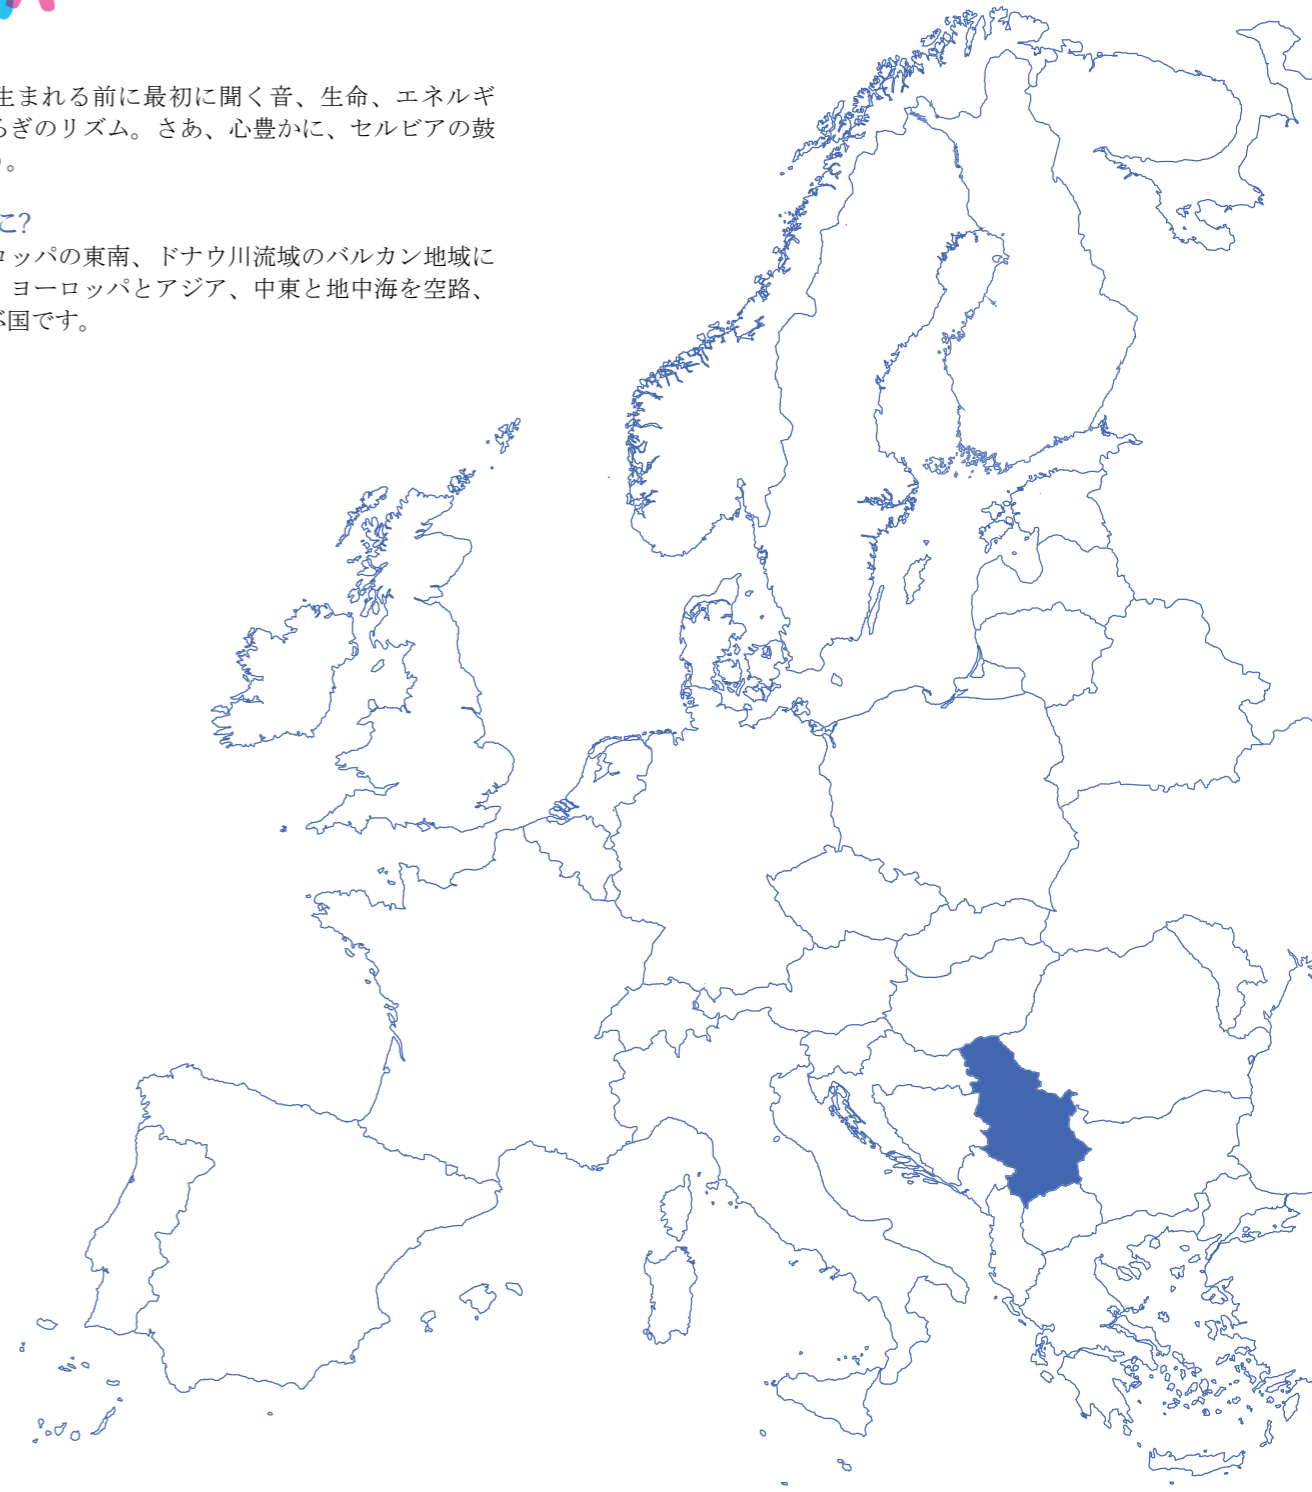 生まれる前に最初に聞く音、生命、エネルギ
ぎのリズム。さあ、心豊かに、セルビアの鼓
。
こ?
ロッパの東南、ドナウ川流域のバルカン地域に
ヨーロッパとアジア、中東と地中海を空路、
国です。